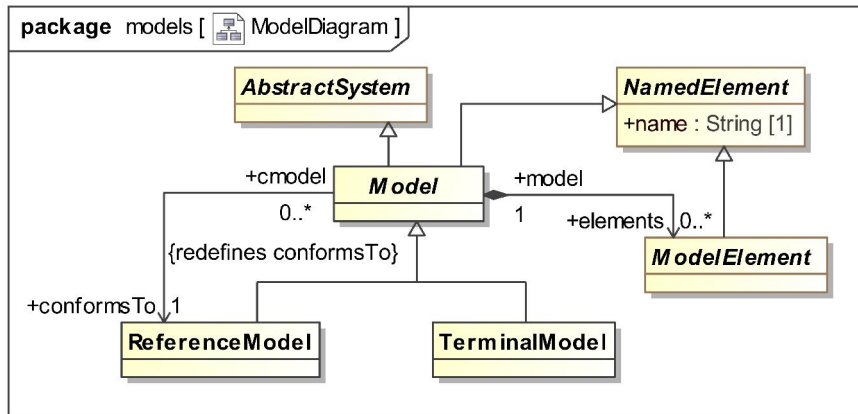 package models [ ModelDiagram ]
AbstractSystem
NamedElement
+name : String [1]
+cmodel
0..*
Model
+model
1
+elements 0..*
ModelElement
{redefines conformsTo}
+conformsTo 1
ReferenceModel
TerminalModel